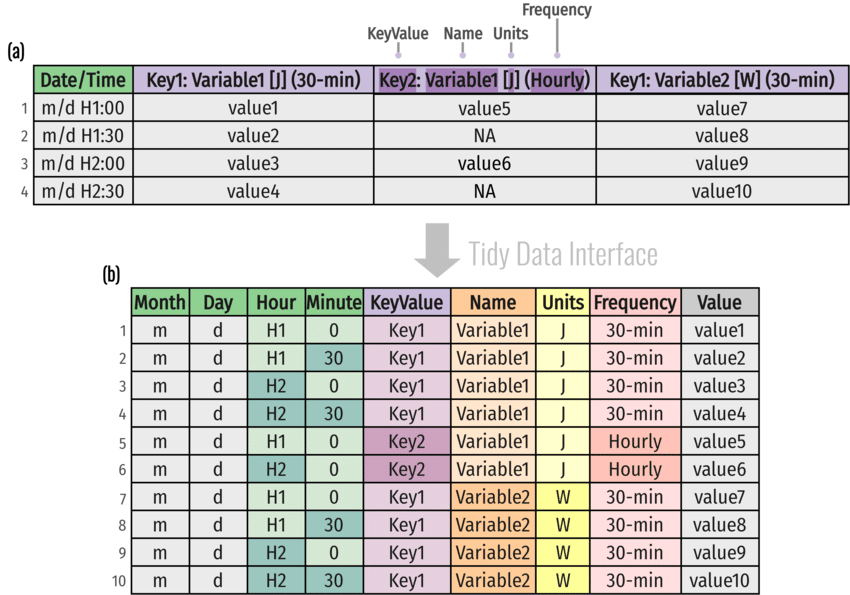 Frequency
KeyValue Name Units
(a)
Date/Time Key1: Variable1 [J] (30-min) Key2: Variable1 [J] (Hourly) Key1: Variable2 [W] (30-min)
1 m/d H1:00 value1 value5 value7
2 m/d H1:30 value2 NA value8
3 m/d H2:00 value3 value6 value9
4 m/d H2:30 value4 NA value10
Tidy Data Interface
(b)
Month Day Hour Minute KeyValue Name Units Frequency Value
1 m d H1 0 Key1 Variable1 J 30-min value1
2 m d H1 30 Key1 Variable1 J 30-min value2
3 m d H2 0 Key1 Variable1 J 30-min value3
4 m d H2 30 Key1 Variable1 J 30-min value4
5 m d H1 0 Key2 Variable1 J Hourly value5
6 m d H2 0 Key2 Variable1 J Hourly value6
7 m d H1 0 Key1 Variable2 W 30-min value7
8 m d H1 30 Key1 Variable2 W 30-min value8
9 m d H2 0 Key1 Variable2 W 30-min value9
10 m d H2 30 Key1 Variable2 W 30-min value10